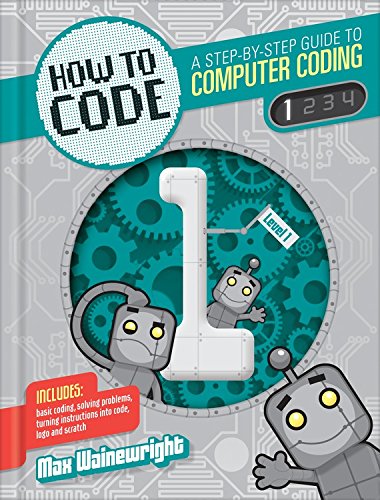 HOW TO
CODE
A STEP-BY-STEP GUIDE TO
COMPUTER CODING
1 2 3 4
1
Level 1
INCLUDES:
basic coding, solving problems,
turning instructions into code,
logo and scratch
Max Wainewright